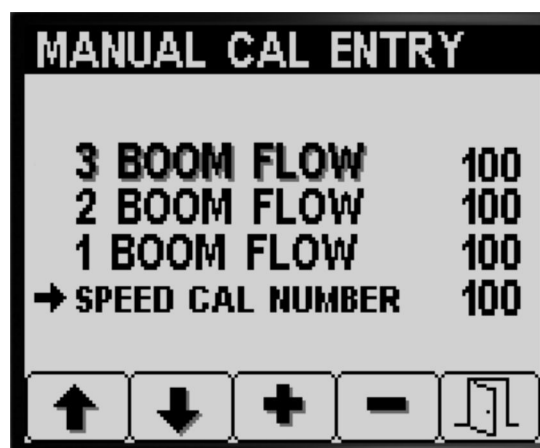 MANUAL CAL ENTRY
3 BOOM FLOW 100
2 BOOM FLOW 100
1 BOOM FLOW 100
SPEED CAL NUMBER 100